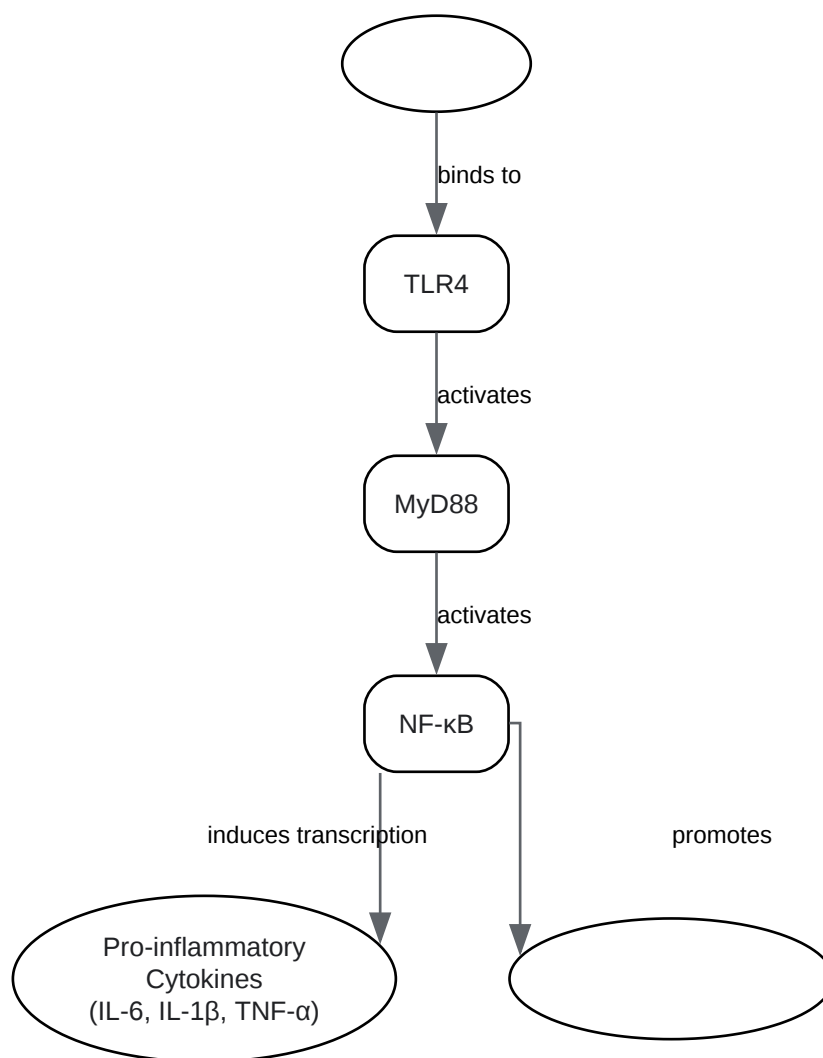 binds to
TLR4
activates
MyD88
activates
NF-κB
induces transcription
promotes
Pro-inflammatory
Cytokines
(IL-6, IL-1β, TNF-α)